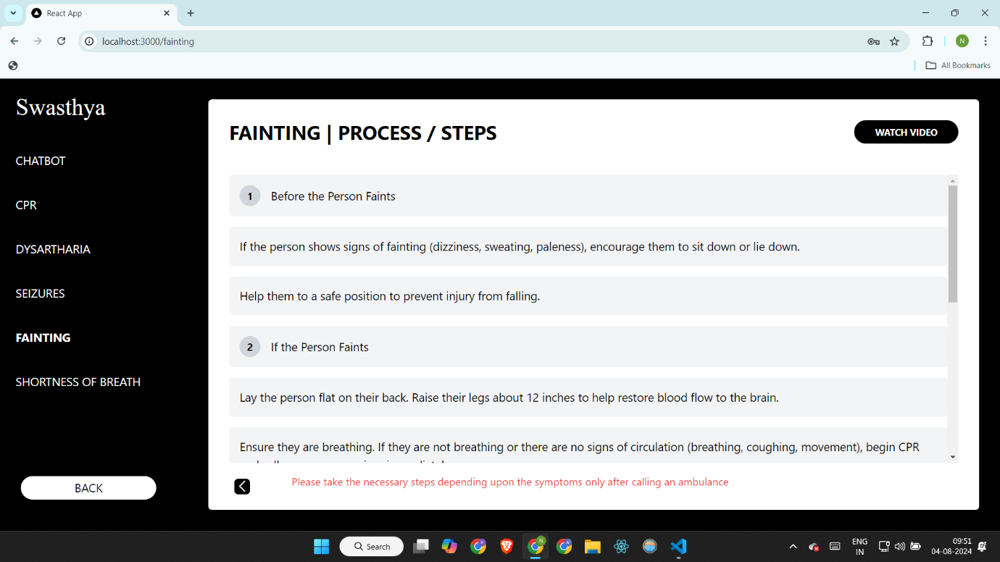 React App
localhost:3000/fainting
N
All Bookmarks
Swasthya
CHATBOT
CPR
DYSARTHARIA
SEIZURES
FAINTING
SHORTNESS OF BREATH
BACK
FAINTING | PROCESS / STEPS
WATCH VIDEO
1 Before the Person Faints
If the person shows signs of fainting (dizziness, sweating, paleness), encourage them to sit down or lie down.
Help them to a safe position to prevent injury from falling.
2 If the Person Faints
Lay the person flat on their back. Raise their legs about 12 inches to help restore blood flow to the brain.
Ensure they are breathing. If they are not breathing or there are no signs of circulation (breathing, coughing, movement), begin CPR
Please take the necessary steps depending upon the symptoms only after calling an ambulance
Search
ENG
IN
09:51
04-08-2024